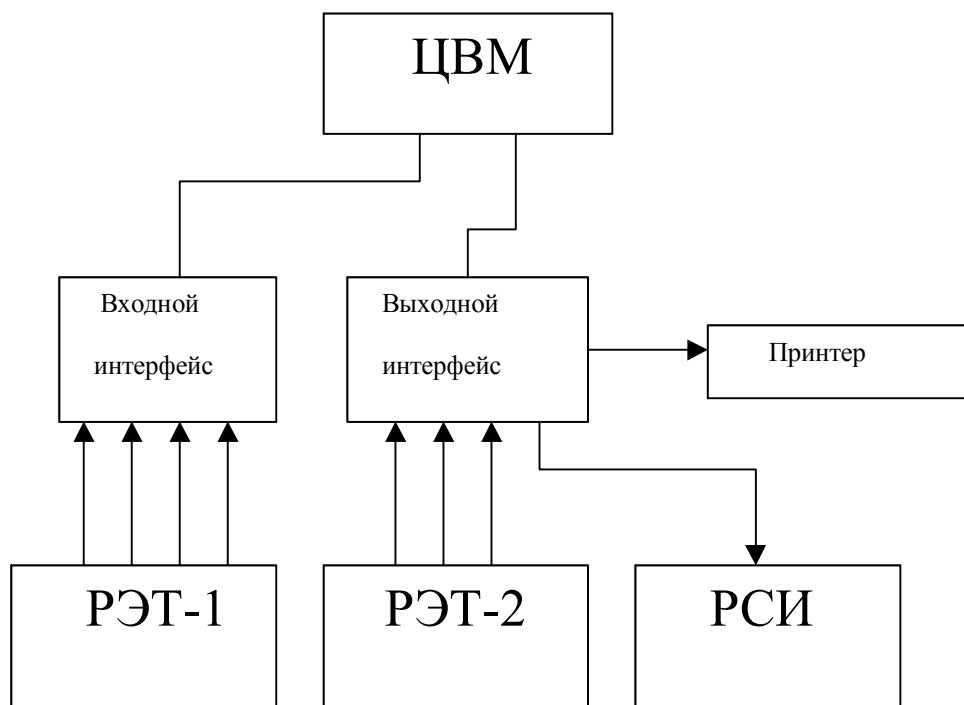 ЦВМ
Входной
интерфейс
Выходной
интерфейс
Принтер
РЭТ-1
РЭТ-2
РСИ